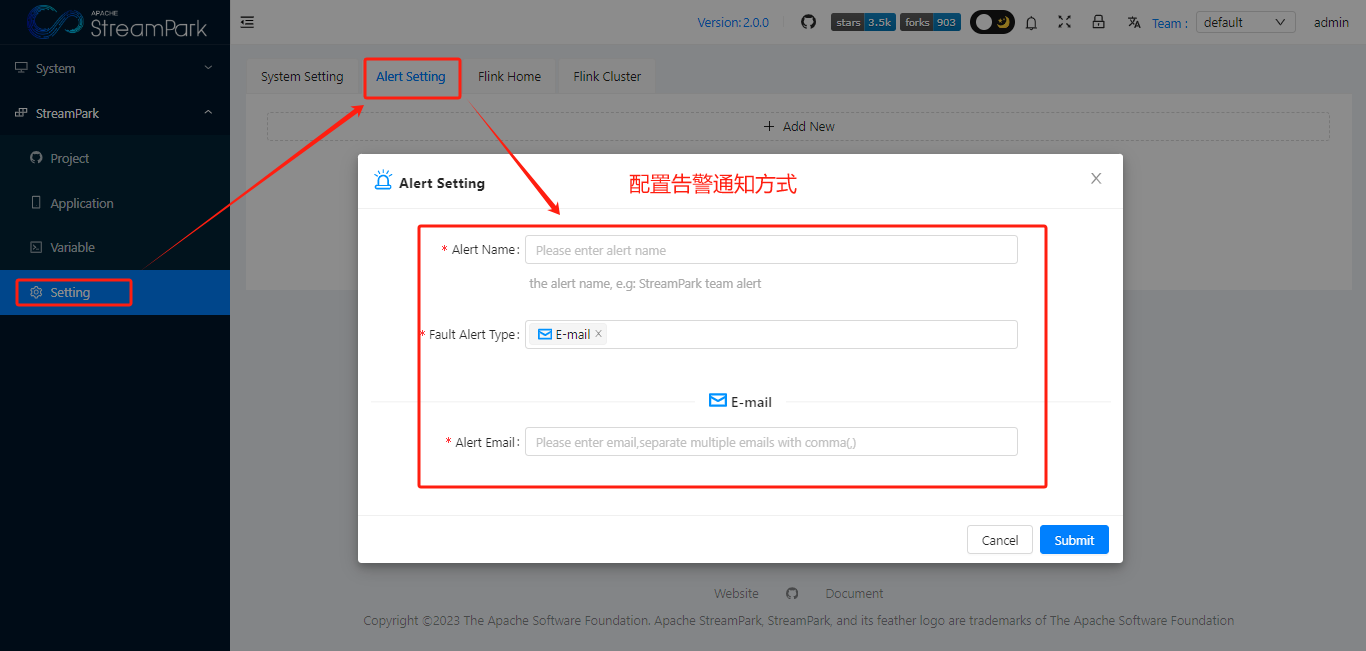 APACHE
StreamPark
Version: 2.0.0
stars 3.5k
forks 903
Team :
default
admin
System
StreamPark
Project
Application
Variable
Setting
System Setting
Alert Setting
Flink Home
Flink Cluster
Add New
Alert Setting
配置告警通知方式
* Alert Name:
Please enter alert name
the alert name, e.g: StreamPark team alert
* Fault Alert Type:
E-mail
E-mail
* Alert Email:
Please enter email,separate multiple emails with comma(,)
Cancel
Submit
Website
Document
Copyright ©2023 The Apache Software Foundation. Apache StreamPark, StreamPark, and its feather logo are trademarks of The Apache Software Foundation